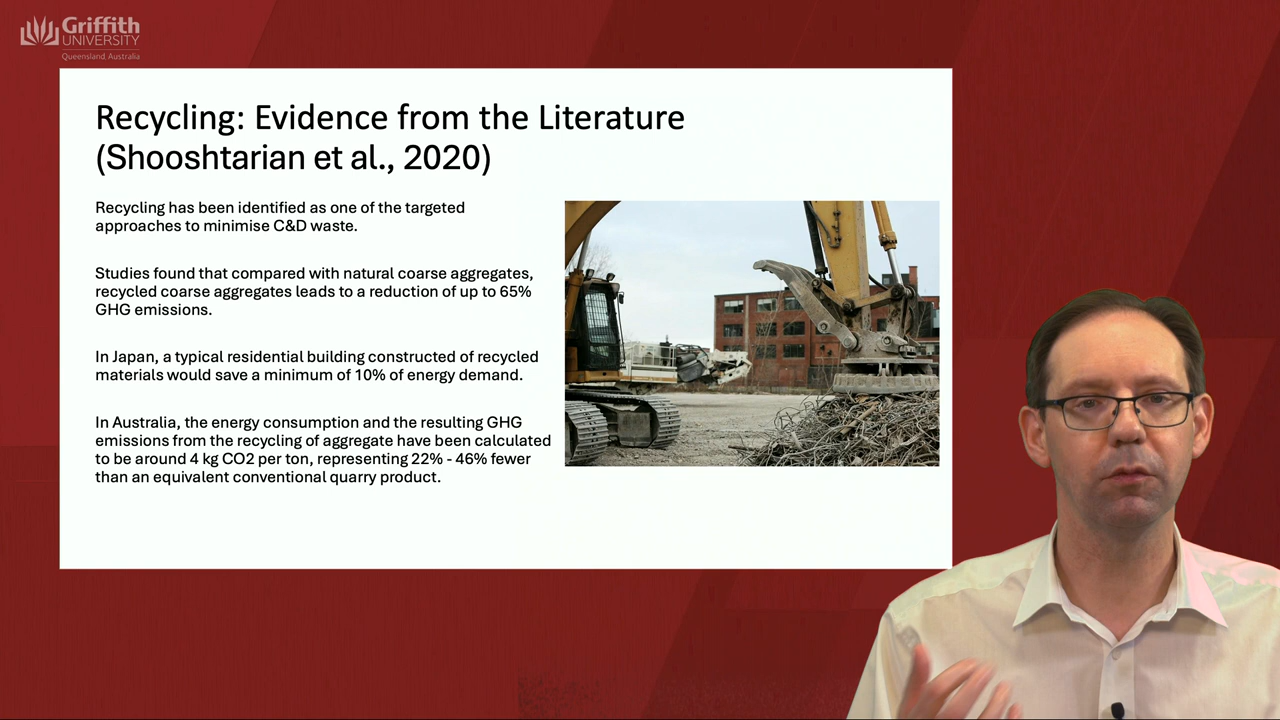 Griffith
UNIVERSITY
Queensland, Australia
Recycling: Evidence from the Literature
(Shooshtarian et al., 2020)
Recycling has been identified as one of the targeted
approaches to minimise C&D waste.
Studies found that compared with natural coarse aggregates,
recycled coarse aggregates leads to a reduction of up to 65%
GHG emissions.
In Japan, a typical residential building constructed of recycled
materials would save a minimum of 10% of energy demand.
In Australia, the energy consumption and the resulting GHG
emissions from the recycling of aggregate have been calculated
to be around 4 kg CO2 per ton, representing 22% - 46% fewer
than an equivalent conventional quarry product.